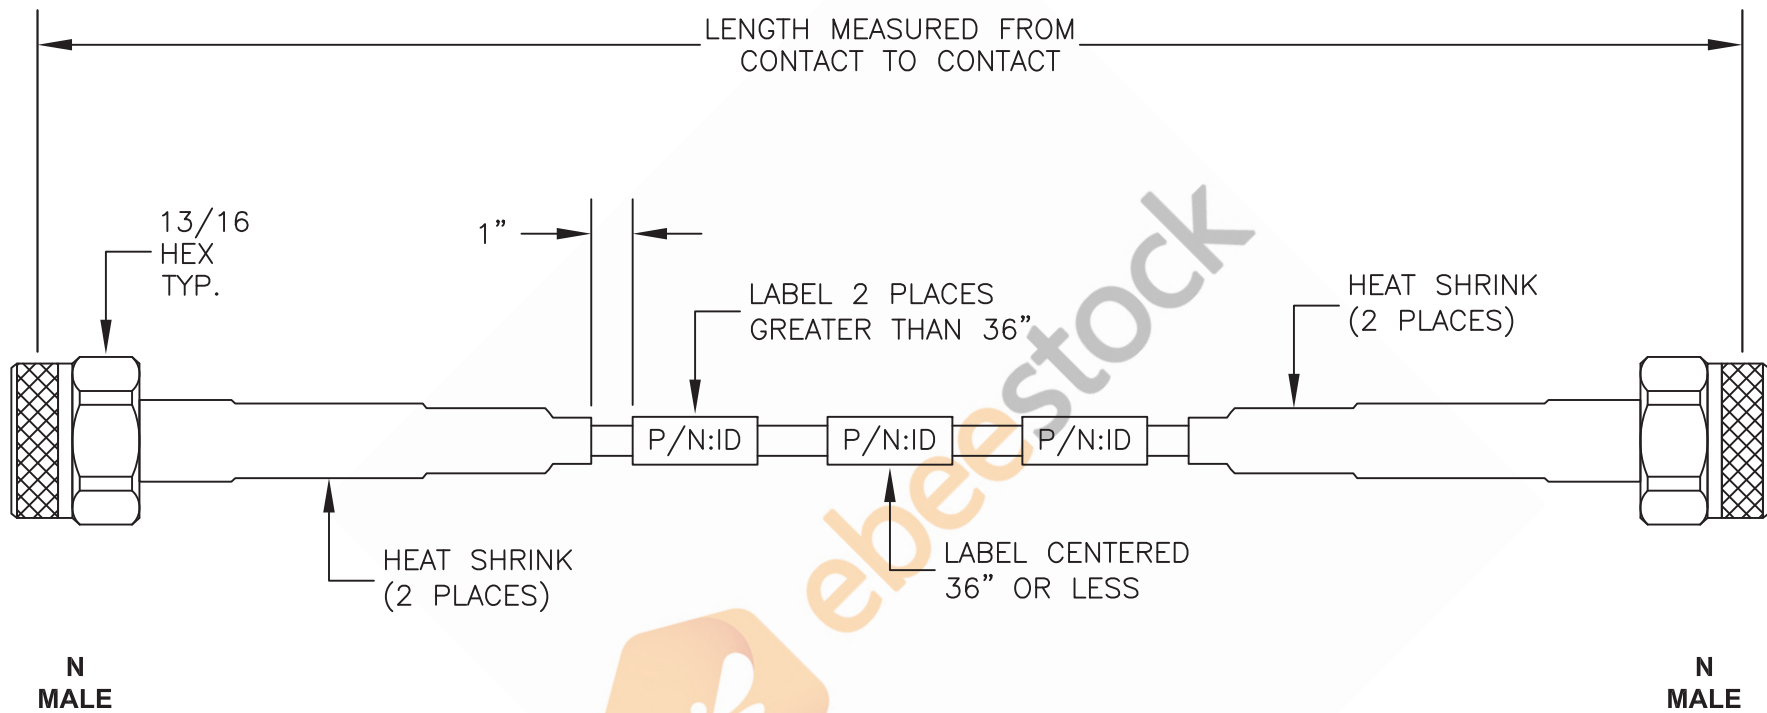 LENGTH MEASURED FROM
CONTACT TO CONTACT
13/16
HEX
TYP.
1”
LABEL 2 PLACES
GREATER THAN 36”
HEAT SHRINK
(2 PLACES)
P/N:ID
P/N:ID
P/N:ID
HEAT SHRINK
(2 PLACES)
LABEL CENTERED
36” OR LESS
ebeestock
N
MALE
N
MALE